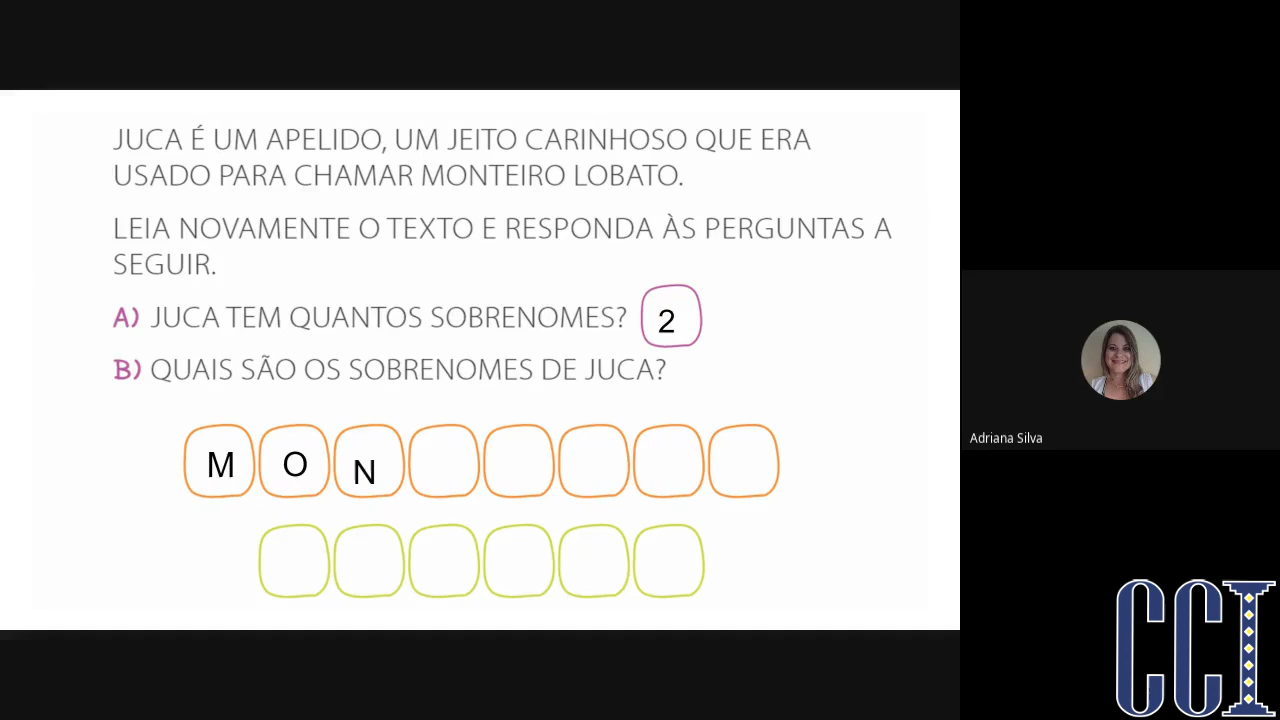 JUCA É UM APELIDO, UM JEITO CARINHOSO QUE ERA
USADO PARA CHAMAR MONTEIRO LOBATO.
LEIA NOVAMENTE O TEXTO E RESPONDA ÀS PERGUNTAS A
SEGUIR.
A) JUCA TEM QUANTOS SOBRENOMES? 2
B) QUAIS SÃO OS SOBRENOMES DE JUCA?
M O N
Adriana Silva
CCI